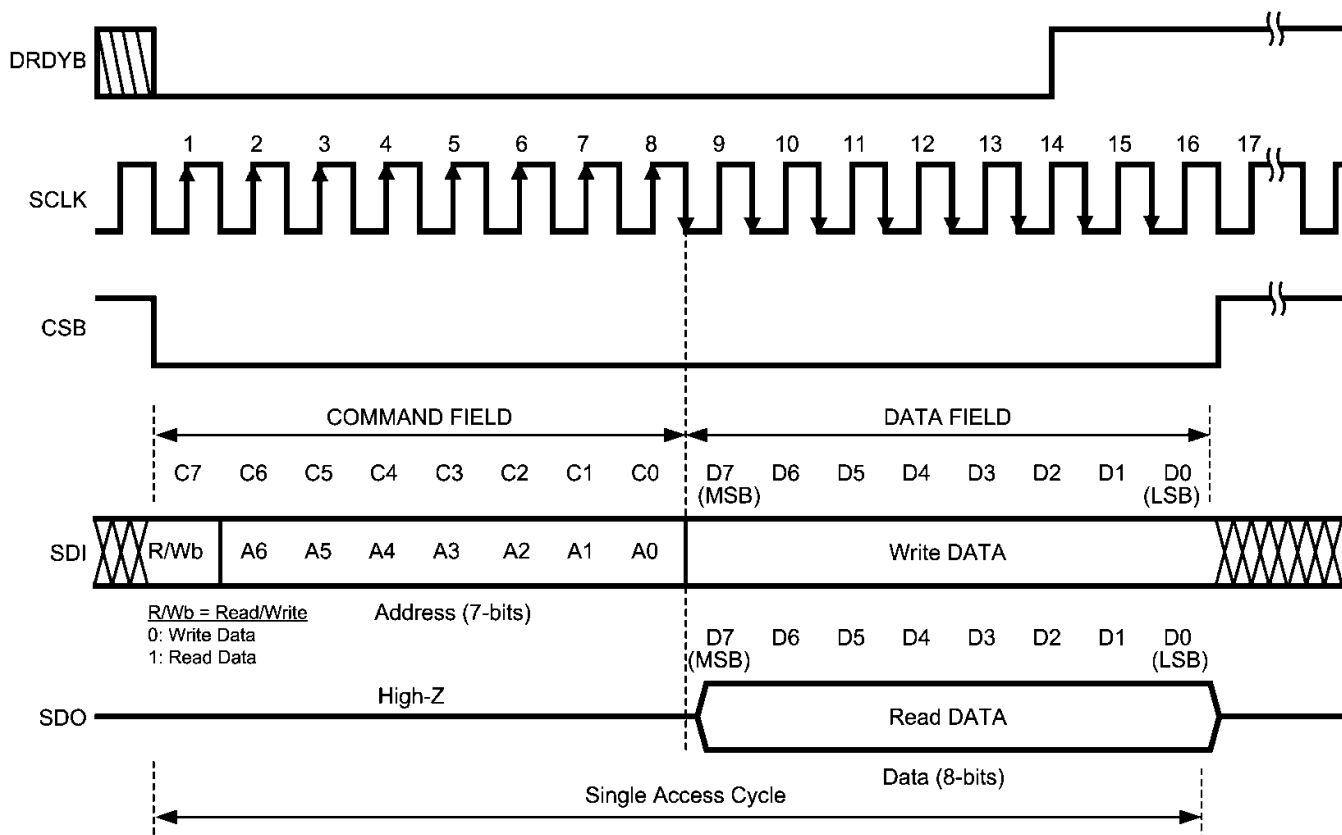 DRDYB
1 2 3 4 5 6 7 8 9 10 11 12 13 14 15 16 17
SCLK
CSB
COMMAND FIELD DATA FIELD
C7 C6 C5 C4 C3 C2 C1 C0 D7 D6 D5 D4 D3 D2 D1 D0
(MSB) (LSB)
SDI R/Wb A6 A5 A4 A3 A2 A1 A0 Write DATA
R/Wb = Read/Write Address (7-bits)
0: Write Data
1: Read Data
D7 D6 D5 D4 D3 D2 D1 D0
(MSB) (LSB)
High-Z
SDO Read DATA
Data (8-bits)
Single Access Cycle